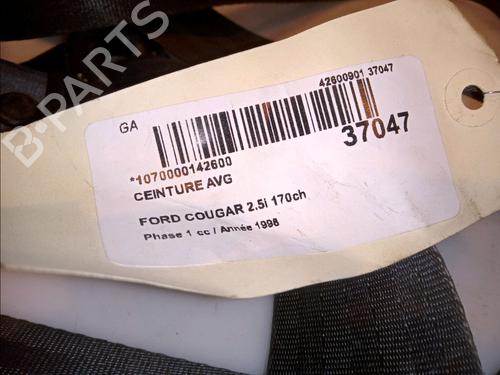 B-PARTS
GA
42600901 37047
37047
*1070000142600
CEINTURE AVG
FORD COUGAR 2.5i 170ch
Phase 1 cc / Année 1998